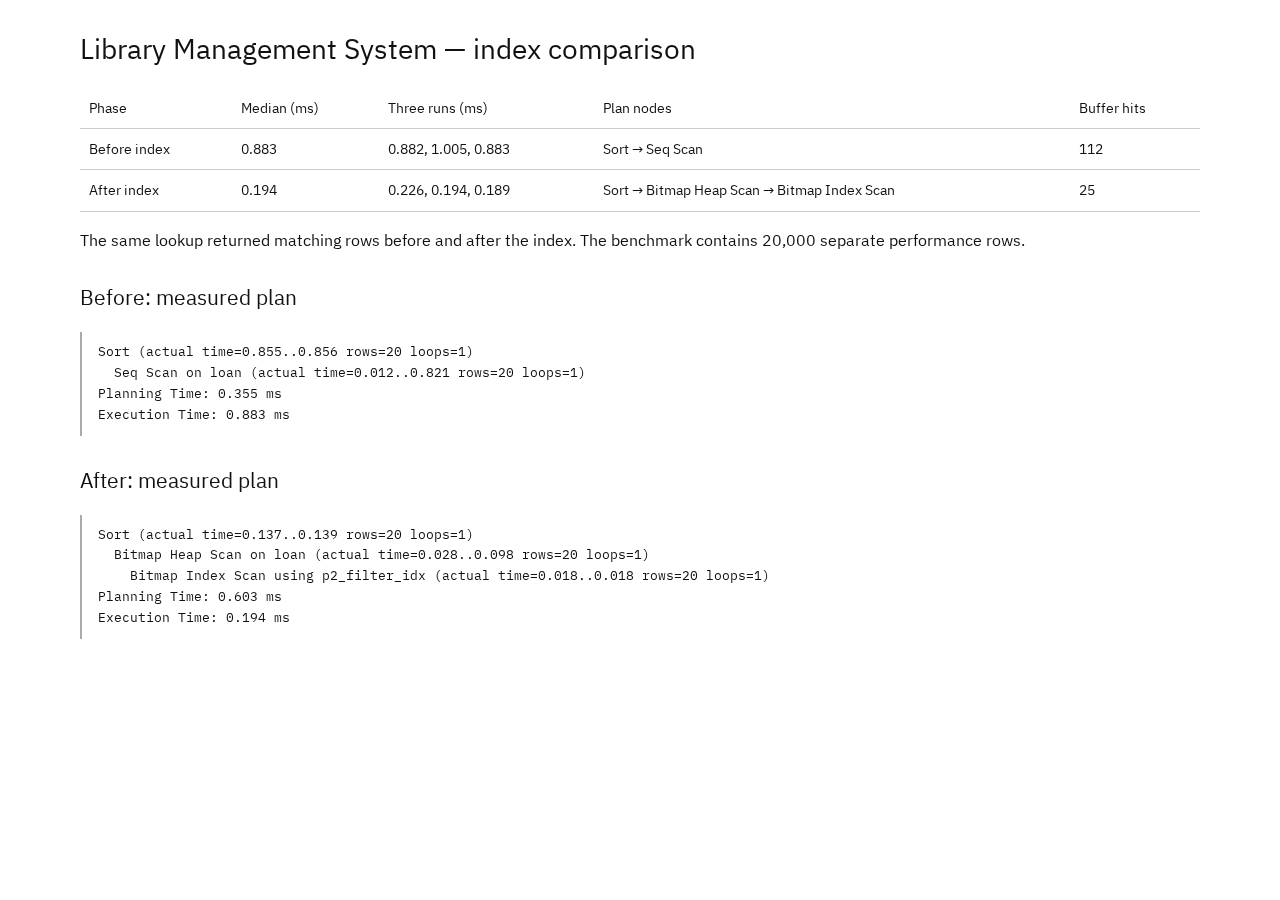 Library Management System — index comparison
Phase Median (ms) Three runs (ms) Plan nodes Buffer hits
Before index 0.883 0.882, 1.005, 0.883 Sort → Seq Scan 112
After index 0.194 0.226, 0.194, 0.189 Sort → Bitmap Heap Scan → Bitmap Index Scan 25
The same lookup returned matching rows before and after the index. The benchmark contains 20,000 separate performance rows.
Before: measured plan
Sort (actual time=0.855..0.856 rows=20 loops=1)
  Seq Scan on loan (actual time=0.012..0.821 rows=20 loops=1)
Planning Time: 0.355 ms
Execution Time: 0.883 ms
After: measured plan
Sort (actual time=0.137..0.139 rows=20 loops=1)
  Bitmap Heap Scan on loan (actual time=0.028..0.098 rows=20 loops=1)
    Bitmap Index Scan using p2_filter_idx (actual time=0.018..0.018 rows=20 loops=1)
Planning Time: 0.603 ms
Execution Time: 0.194 ms